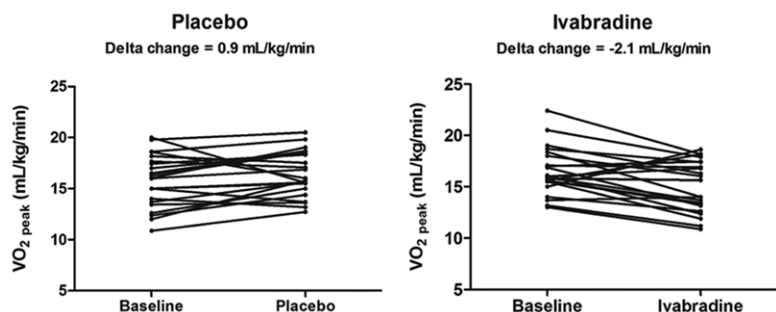 Placebo
Delta change = 0.9 mL/kg/min
VO2 peak (mL/kg/min)
25
20
15
10
5
Baseline
Placebo
Ivabradine
Delta change = -2.1 mL/kg/min
VO2 peak (mL/kg/min)
25
20
15
10
5
Baseline
Ivabradine